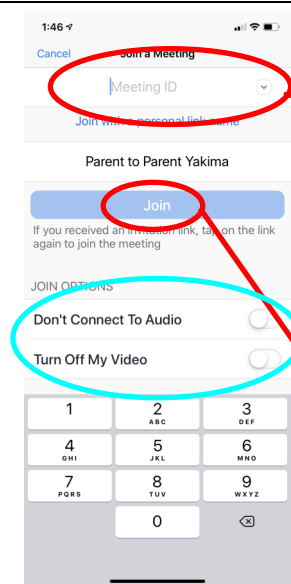 1:46
Cancel Join a Meeting
Meeting ID
Join with a personal link name
Parent to Parent Yakima
Join
If you received an invitation link, tap on the link
again to join the meeting
JOIN OPTIONS
Don't Connect To Audio
Turn Off My Video
1 2 3
ABC DEF
4 5 6
GHI JKL MNO
7 8 9
PQRS TUV WXYZ
0